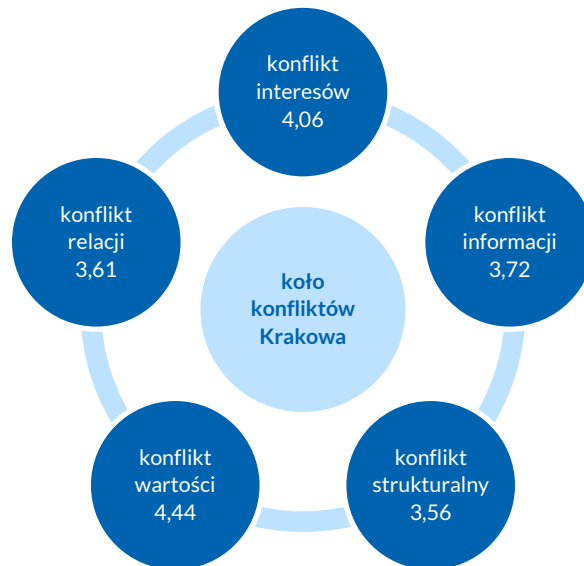 konflikt
interesów
4,06
konflikt
relacji
3,61
konflikt
informacji
3,72
koło
konfliktów
Krakowa
konflikt
wartości
4,44
konflikt
strukturalny
3,56